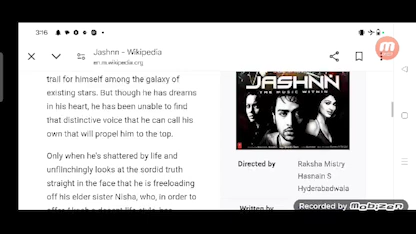 3:16
Jashnn - Wikipedia
en.m.wikipedia.org
trail for himself among the galaxy of
existing stars. But though he has dreams
in his heart, he has been unable to find
that distinctive voice that he can call his
own that will propel him to the top.
Only when he's shattered by life and
unflinchingly looks at the sordid truth
straight in the face that he is freeloading
off his elder sister Nisha, who, in order to
JASHNN
THE MUSIC WITHIN
Directed by
Raksha Mistry
Hasnain S
Hyderabadwala
Written by
Recorded by Mobizen